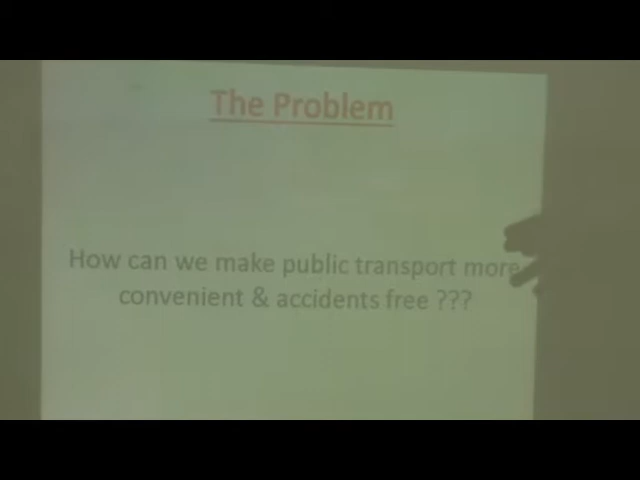 The Problem
How can we make public transport more
convenient & accidents free ???